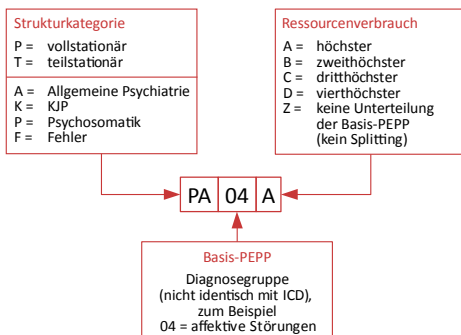 Strukturkategorie
P = vollstationär
T = teilstationär
A = Allgemeine Psychiatrie
K = KJP
P = Psychosomatik
F = Fehler
Ressourcenverbrauch
A = höchster
B = zweithöchster
C = dritthöchster
D = vierthöchster
Z = keine Unterteilung
der Basis-PEPP
(kein Splitting)
PA 04 A
Basis-PEPP
Diagnosegruppe
(nicht identisch mit ICD),
zum Beispiel
04 = affektive Störungen